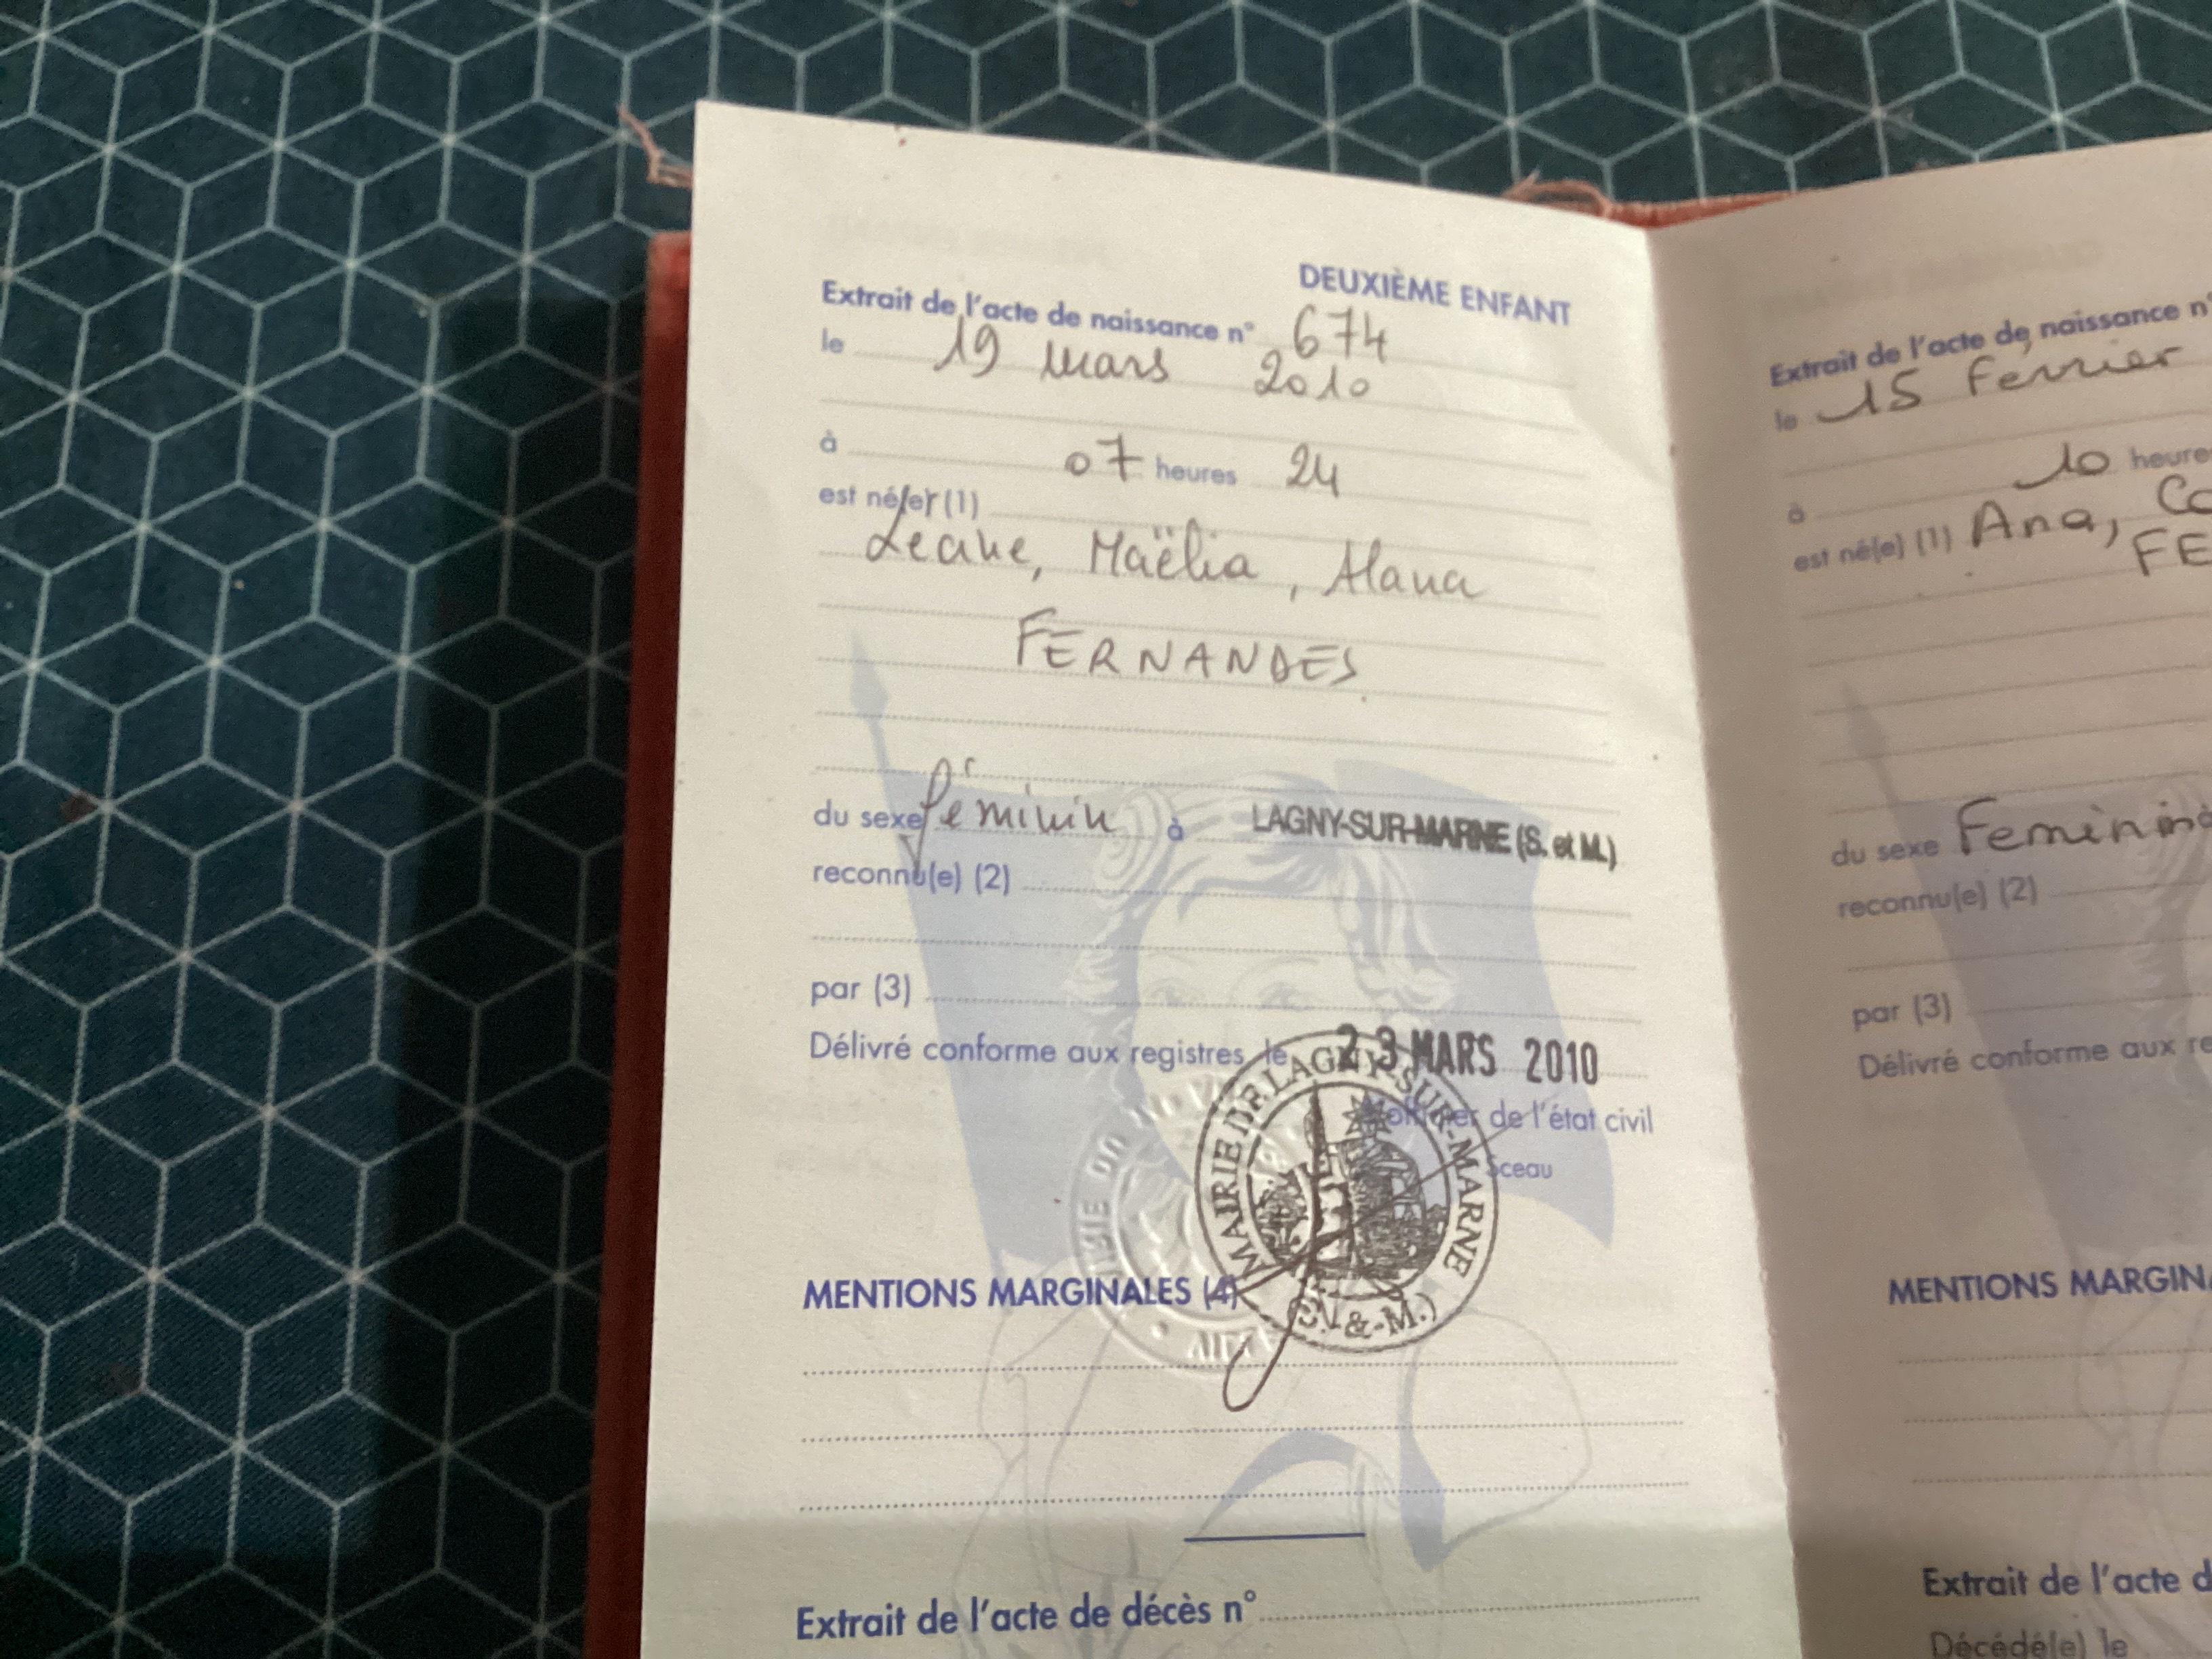 DEUXIÈME ENFANT
Extrait de l'acte de naissance n° 674
le 19 mars 2010
à 07 heures 24
est né(e) (1)
Leane, Maëlia, Alana
FERNANDES
du sexe féminin à LAGNY-SUR-MARNE (S. et M.)
reconnu(e) (2)
par (3)
Délivré conforme aux registres, le 23 MARS 2010
L'officier de l'état civil
Sceau
MAIRIE DE LAGNY-SUR-MARNE
(S.-&-M.)
MENTIONS MARGINALES (4)
Extrait de l'acte de décès n°
Extrait de l'acte de naissance n°
le 15 Fevrier
à 10 heure
est né(e) (1) Ana, Co
FE
du sexe Feminin
reconnu(e) (2)
par (3)
Délivré conforme aux re
MENTIONS MARGIN
Extrait de l'acte d
Décédé(e) le